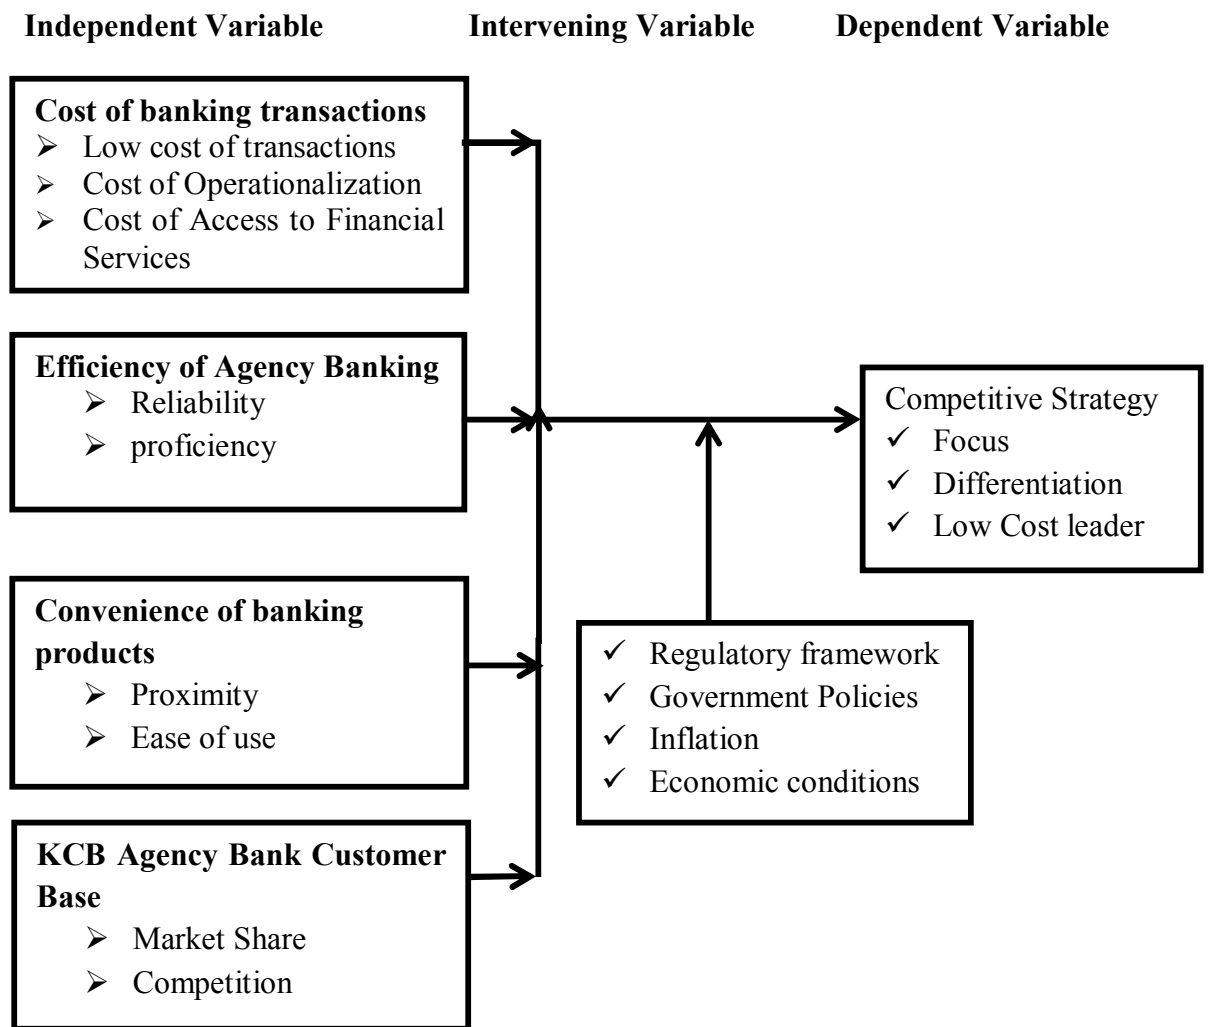 Independent Variable
Intervening Variable
Dependent Variable
Cost of banking transactions
➢ Low cost of transactions
➢ Cost of Operationalization
➢ Cost of Access to Financial
Services
Efficiency of Agency Banking
➢ Reliability
➢ proficiency
Convenience of banking
products
➢ Proximity
➢ Ease of use
KCB Agency Bank Customer
Base
➢ Market Share
➢ Competition
✓ Regulatory framework
✓ Government Policies
✓ Inflation
✓ Economic conditions
Competitive Strategy
✓ Focus
✓ Differentiation
✓ Low Cost leader